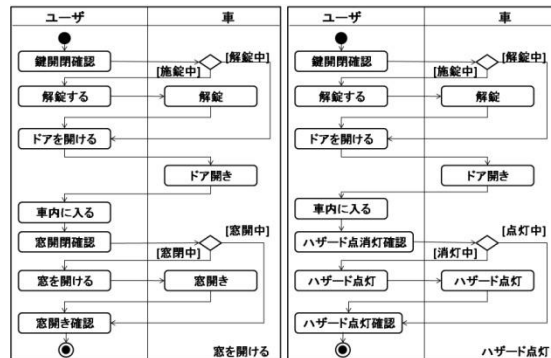 ユーザ
車
鍵開閉確認
[解錠中]
[施錠中]
解錠する
解錠
ドアを開ける
ドア開き
車内に入る
[窓開中]
窓開閉確認
[窓閉中]
窓を開ける
窓開き
窓開き確認
窓を開ける
ユーザ
車
鍵開閉確認
[解錠中]
[施錠中]
解錠する
解錠
ドアを開ける
ドア開き
車内に入る
[点灯中]
ハザード点消灯確認
[消灯中]
ハザード点灯
ハザード点灯
ハザード点灯確認
ハザード点灯